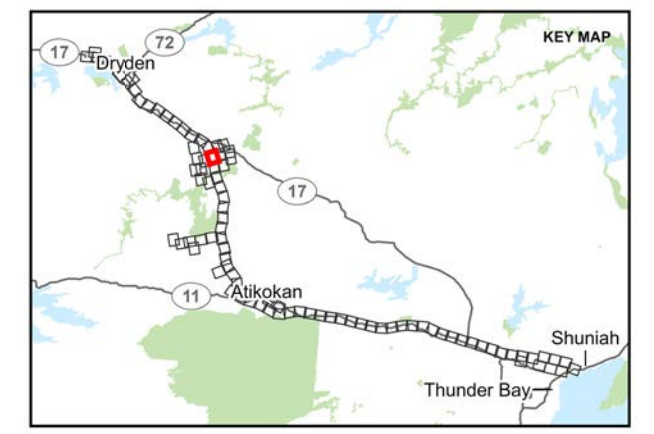 KEY MAP
72
17
Dryden
17
Atikokan
11
Shuniah
Thunder Bay